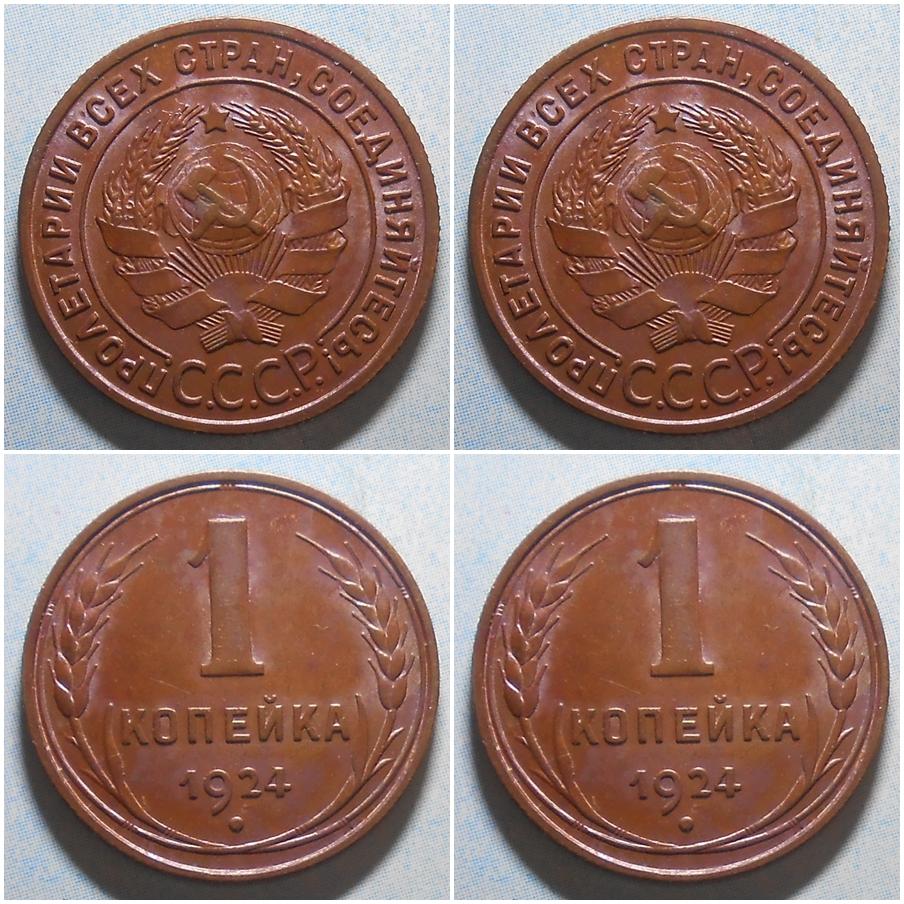 ПРОЛЕТАРИИ ВСЕХ СТРАН, СОЕДИНЯЙТЕСЬ!
С.С.С.Р.
ПРОЛЕТАРИИ ВСЕХ СТРАН, СОЕДИНЯЙТЕСЬ!
С.С.С.Р.
1
КОПЕЙКА
1924
1
КОПЕЙКА
1924